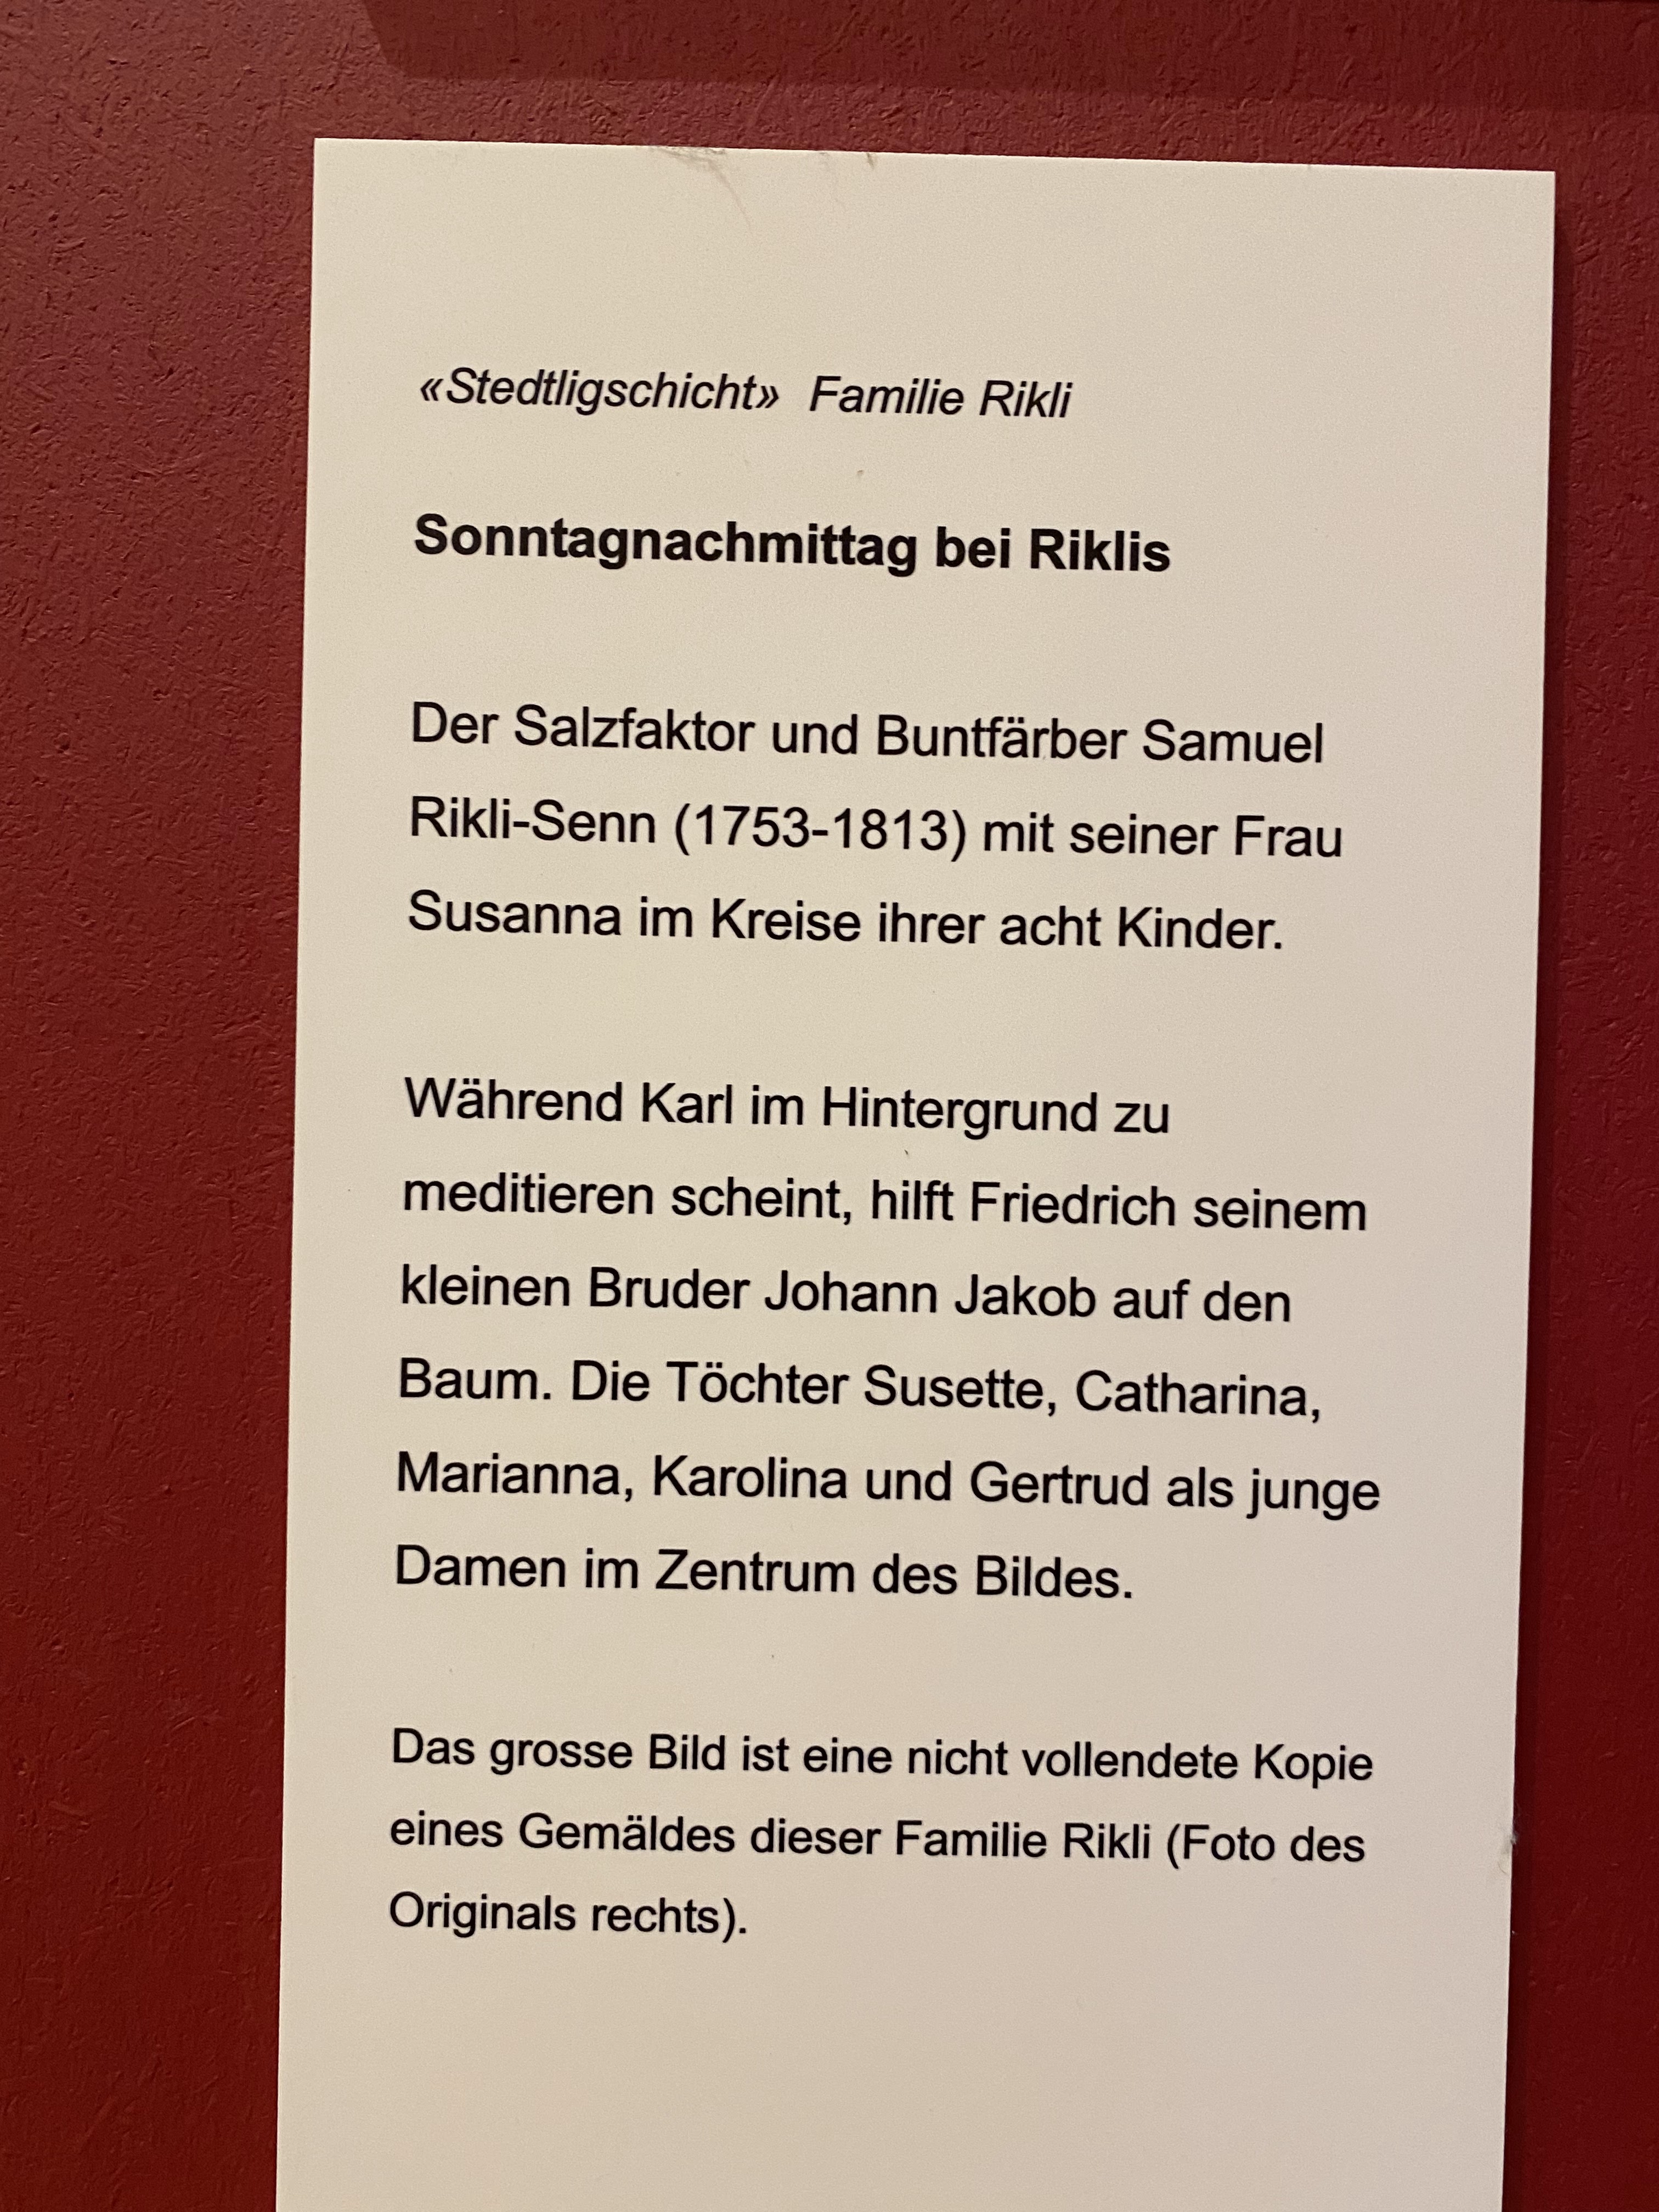 «Stedtligschicht» Familie Rikli
Sonntagnachmittag bei Riklis
Der Salzfaktor und Buntfärber Samuel
Rikli-Senn (1753-1813) mit seiner Frau
Susanna im Kreise ihrer acht Kinder.
Während Karl im Hintergrund zu
meditieren scheint, hilft Friedrich seinem
kleinen Bruder Johann Jakob auf den
Baum. Die Töchter Susette, Catharina,
Marianna, Karolina und Gertrud als junge
Damen im Zentrum des Bildes.
Das grosse Bild ist eine nicht vollendete Kopie
eines Gemäldes dieser Familie Rikli (Foto des
Originals rechts).